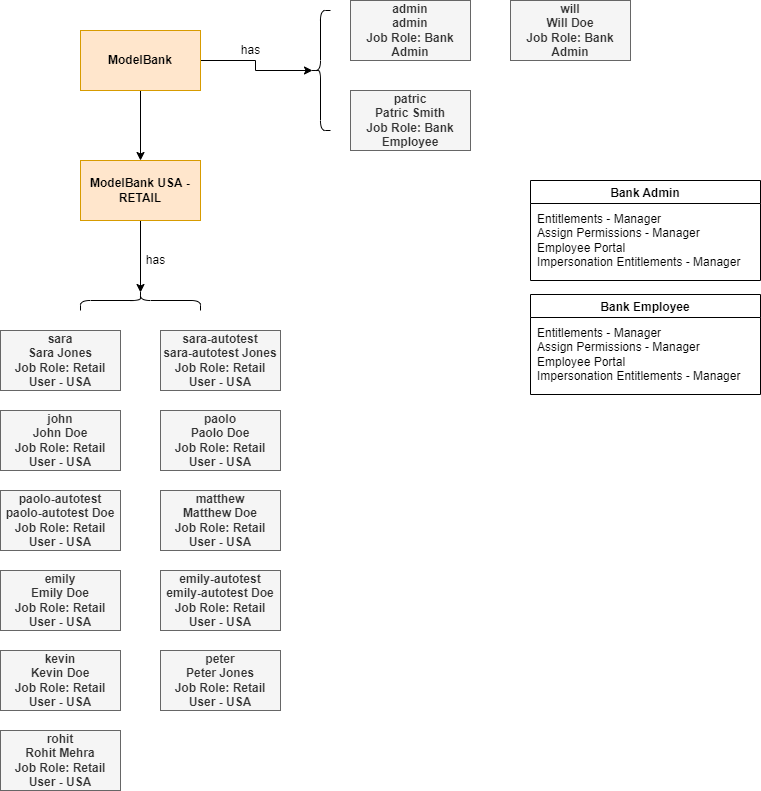 admin
admin
Job Role: Bank
Admin
will
Will Doe
Job Role: Bank
Admin
ModelBank
has
patric
Patric Smith
Job Role: Bank
Employee
ModelBank USA -
RETAIL
Bank Admin
Entitlements - Manager
Assign Permissions - Manager
Employee Portal
Impersonation Entitlements - Manager
has
Bank Employee
Entitlements - Manager
Assign Permissions - Manager
Employee Portal
Impersonation Entitlements - Manager
sara
Sara Jones
Job Role: Retail
User - USA
sara-autotest
sara-autotest Jones
Job Role: Retail
User - USA
john
John Doe
Job Role: Retail
User - USA
paolo
Paolo Doe
Job Role: Retail
User - USA
paolo-autotest
paolo-autotest Doe
Job Role: Retail
User - USA
matthew
Matthew Doe
Job Role: Retail
User - USA
emily
Emily Doe
Job Role: Retail
User - USA
emily-autotest
emily-autotest Doe
Job Role: Retail
User - USA
kevin
Kevin Doe
Job Role: Retail
User - USA
peter
Peter Jones
Job Role: Retail
User - USA
rohit
Rohit Mehra
Job Role: Retail
User - USA